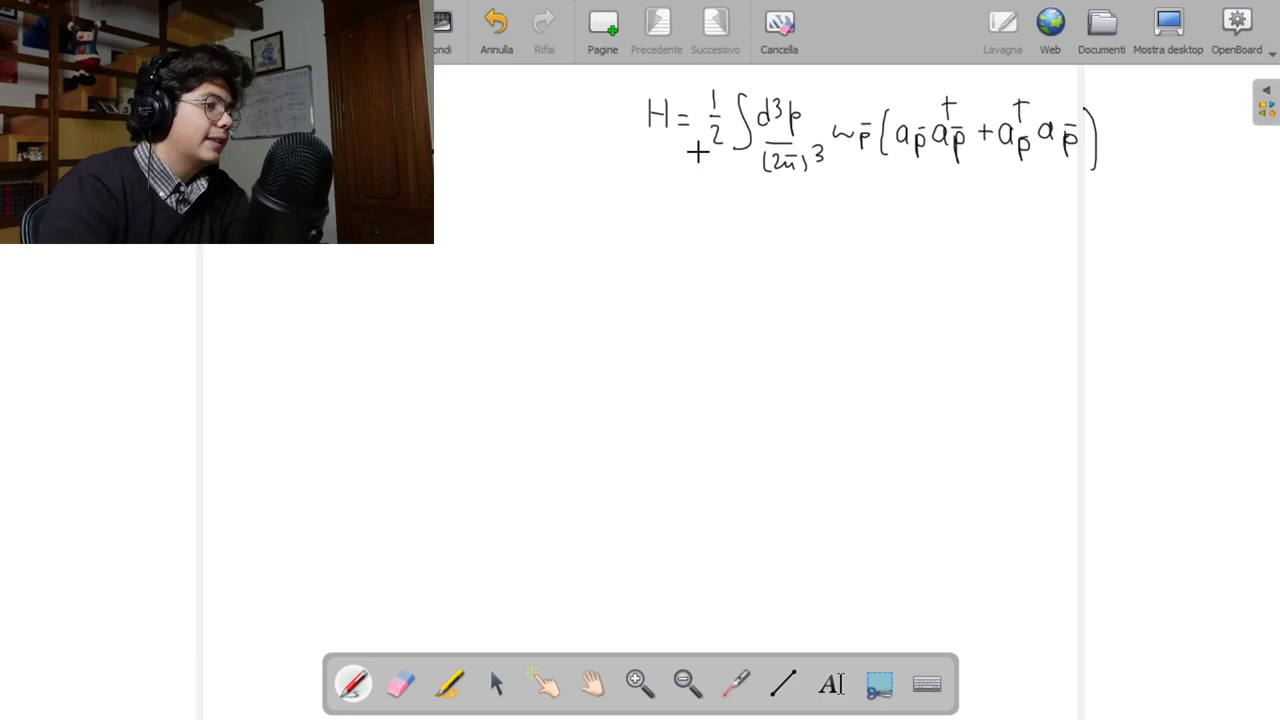 ondi Annulla Rifai Pagine Precedente Successivo Cancella Lavagna Web Documenti Mostra desktop OpenBoard
H = 1/2 ∫ d³p/(2π)³ ω_p̄ (a_p̄ a_p̄† + a_p̄† a_p̄)